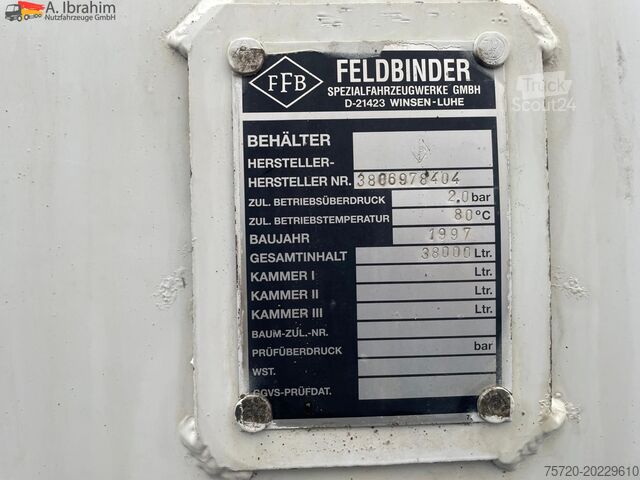 A. Ibrahim
Nutzfahrzeuge GmbH
Truck
Scout24
FFB
FELDBINDER
SPEZIALFAHRZEUGWERKE GMBH
D-21423 WINSEN-LUHE
BEHÄLTER
HERSTELLER-
HERSTELLER NR. 3806978404
ZUL. BETRIEBSÜBERDRUCK 2,0 bar
ZUL. BETRIEBSTEMPERATUR 80 °C
BAUJAHR 1997
GESAMTINHALT 38000 Ltr.
KAMMER I Ltr.
KAMMER II Ltr.
KAMMER III Ltr.
BAUM-ZUL.-NR.
PRÜFÜBERDRUCK bar
WST.
GGVS-PRÜFDAT.
75720-20229610